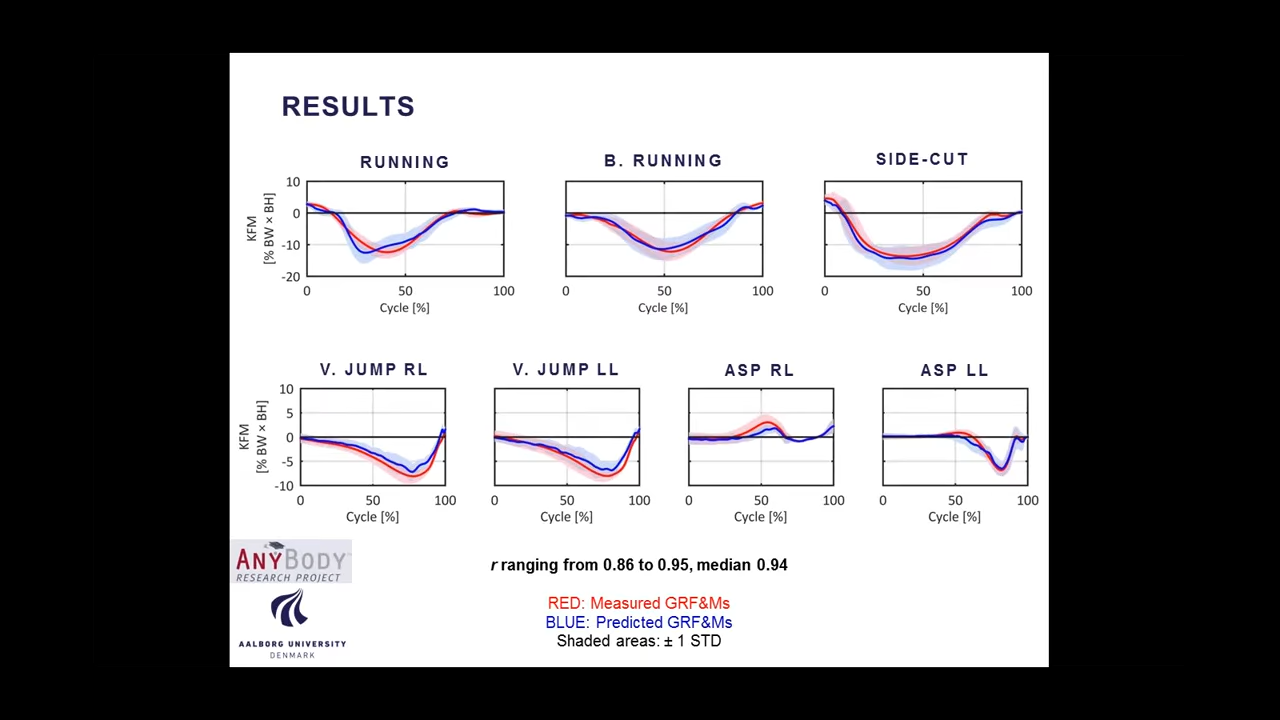 RESULTS
RUNNING
B. RUNNING
SIDE-CUT
KFM
[% BW × BH]
10
0
-10
-20
0 50 100
Cycle [%]
0 50 100
Cycle [%]
0 50 100
Cycle [%]
V. JUMP RL
V. JUMP LL
ASP RL
ASP LL
KFM
[% BW × BH]
10
5
0
-5
-10
0 50 100
Cycle [%]
0 50 100
Cycle [%]
0 50 100
Cycle [%]
0 50 100
Cycle [%]
ANYBODY
RESEARCH PROJECT
AALBORG UNIVERSITY
DENMARK
r ranging from 0.86 to 0.95, median 0.94
RED: Measured GRF&Ms
BLUE: Predicted GRF&Ms
Shaded areas: ± 1 STD